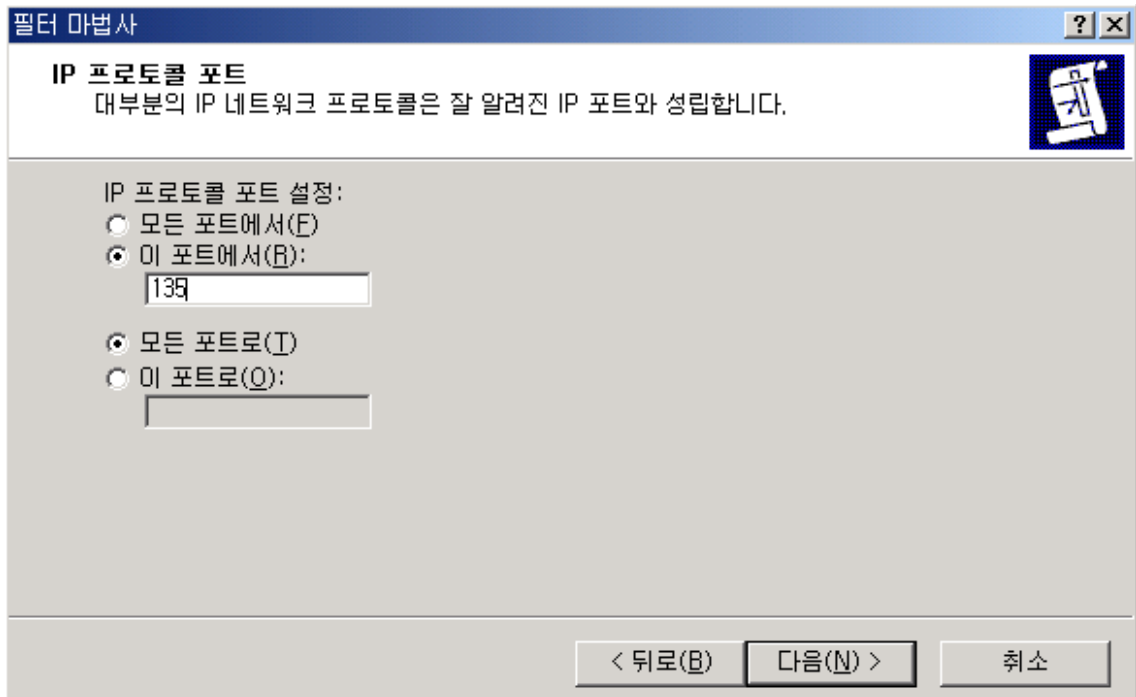 필터 마법사
IP 프로토콜 포트
대부분의 IP 네트워크 프로토콜은 잘 알려진 IP 포트와 성립합니다.
IP 프로토콜 포트 설정:
모든 포트에서(F)
이 포트에서(R):
135
모든 포트로(T)
이 포트로(O):
< 뒤로(B) 다음(N) > 취소